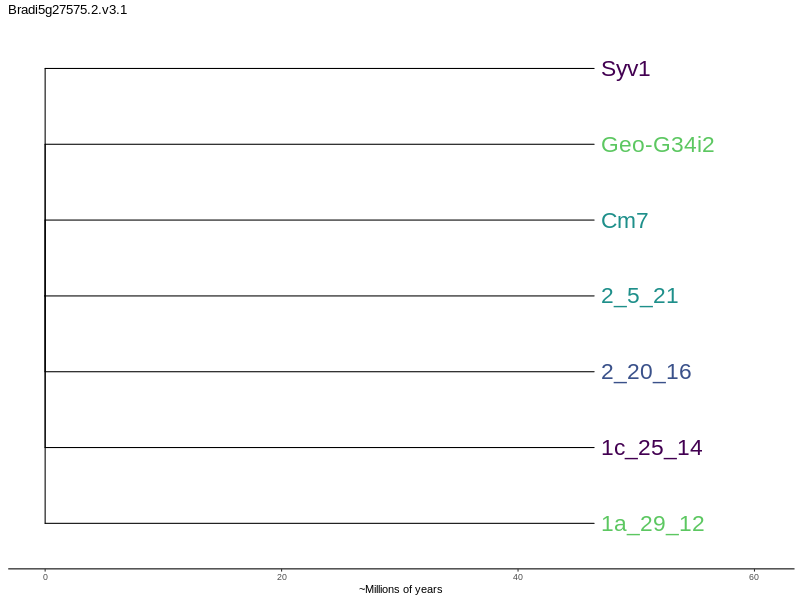 Bradi5g27575.2.v3.1
Syv1
Geo-G34i2
Cm7
2_5_21
2_20_16
1c_25_14
1a_29_12
0 20 40 60
~Millions of years